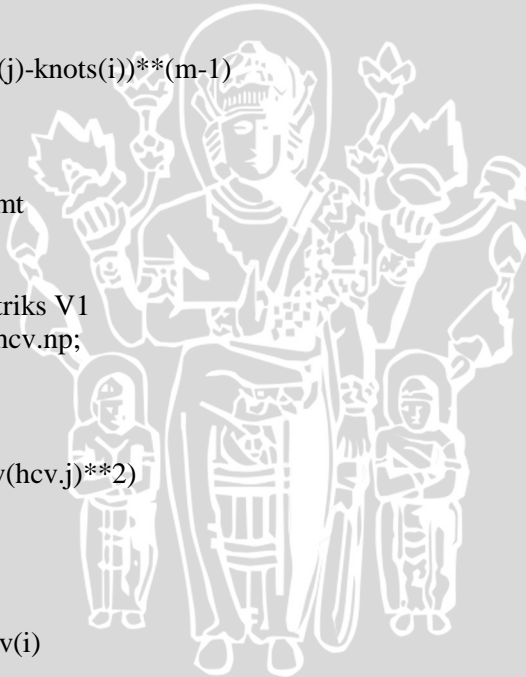 (j)-knots(i))**(m-1)
mt
triks V1
ncv.np;
v(hcv.j)**2)
v(i)